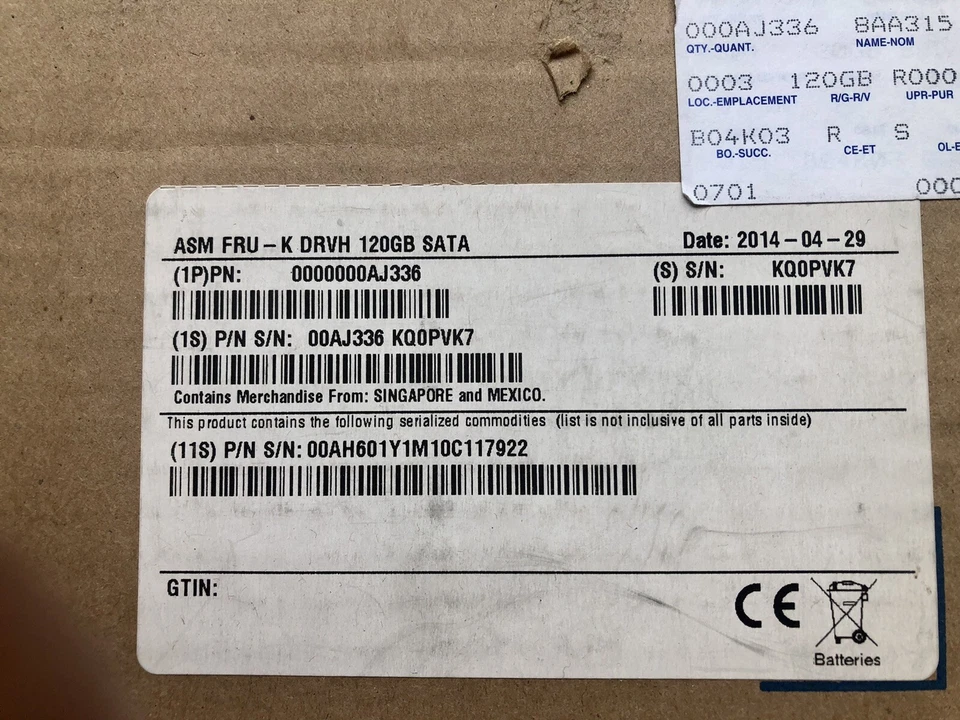 000AJ336 8AA315
QTY.-QUANT. NAME-NOM
0003 120GB R000
LOC.-EMPLACEMENT R/G-R/V UPR-PUR
B04K03 R S
BO.-SUCC. CE-ET OL-E
0701 000
ASM FRU-K DRVH 120GB SATA Date: 2014-04-29
(1P)PN: 0000000AJ336 (S) S/N: KQ0PVK7
(1S) P/N S/N: 00AJ336 KQ0PVK7
Contains Merchandise From: SINGAPORE and MEXICO.
This product contains the following serialized commodities (list is not inclusive of all parts inside)
(11S) P/N S/N: 00AH601Y1M10C117922
GTIN:
CE
Batteries